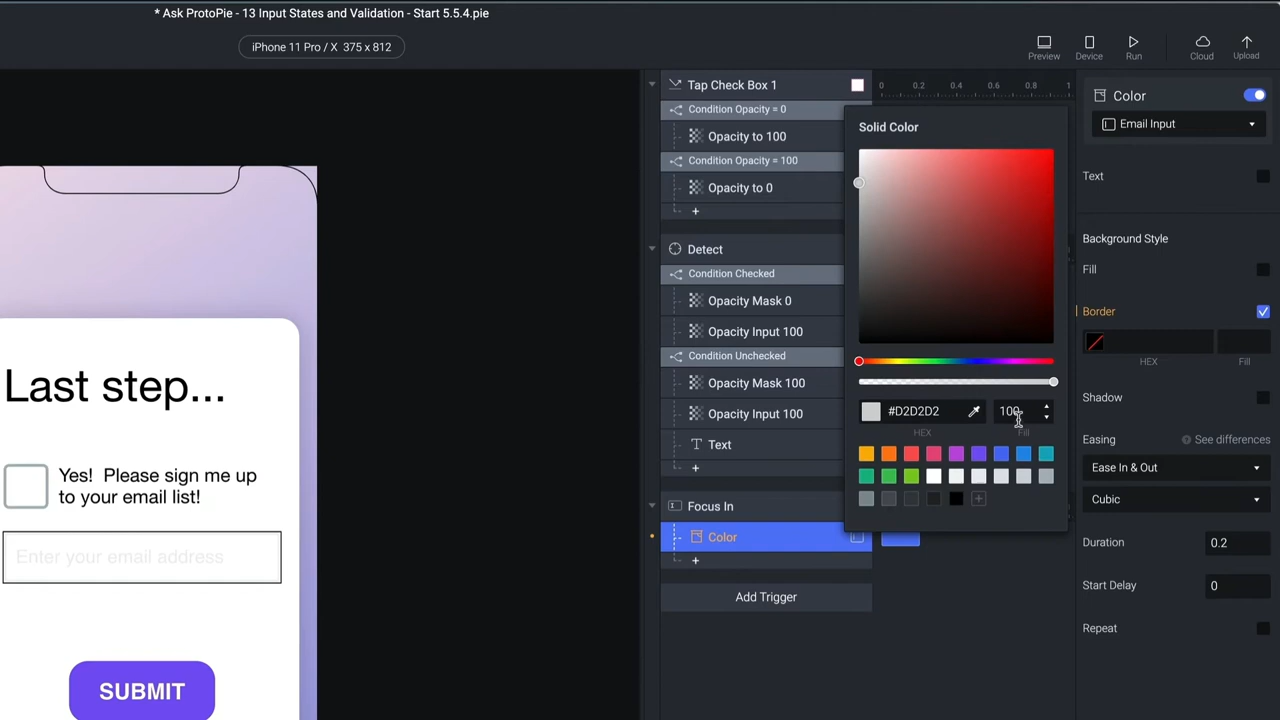 * Ask ProtoPie - 13 Input States and Validation - Start 5.5.4.pie
iPhone 11 Pro / X 375 x 812
Preview
Device
Run
Cloud
Upload
Last step...
Yes! Please sign me up
to your email list!
Enter your email address
SUBMIT
Tap Check Box 1
Condition Opacity = 0
Opacity to 100
Condition Opacity = 100
Opacity to 0
+
Detect
Condition Checked
Opacity Mask 0
Opacity Input 100
Condition Unchecked
Opacity Mask 100
Opacity Input 100
Text
+
Focus In
Color
+
Add Trigger
0 0.2 0.4 0.6 0.8 1
Solid Color
#D2D2D2
100
HEX
Fill
+
Color
Email Input
Text
Background Style
Fill
Border
HEX
Fill
Shadow
Easing
See differences
Ease In & Out
Cubic
Duration
0.2
Start Delay
0
Repeat